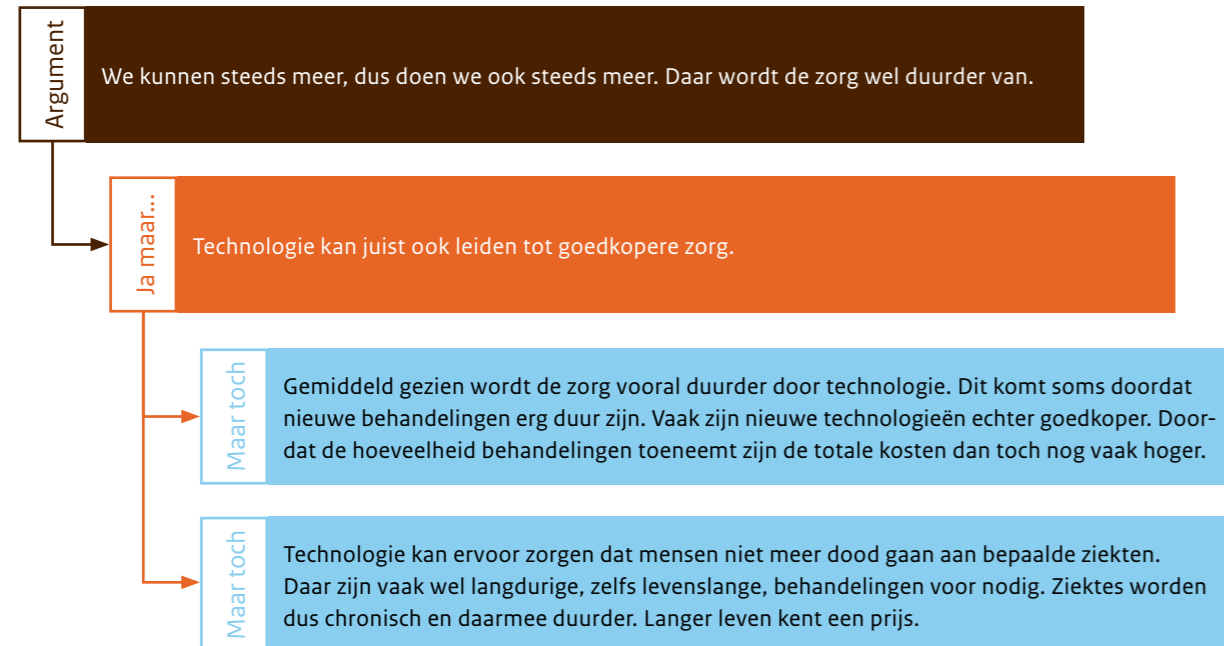 Argument
We kunnen steeds meer, dus doen we ook steeds meer. Daar wordt de zorg wel duurder van.
Ja maar...
Technologie kan juist ook leiden tot goedkopere zorg.
Maar toch
Gemiddeld gezien wordt de zorg vooral duurder door technologie. Dit komt soms doordat
nieuwe behandelingen erg duur zijn. Vaak zijn nieuwe technologieën echter goedkoper. Door-
dat de hoeveelheid behandelingen toeneemt zijn de totale kosten dan toch nog vaak hoger.
Maar toch
Technologie kan ervoor zorgen dat mensen niet meer dood gaan aan bepaalde ziekten.
Daar zijn vaak wel langdurige, zelfs levenslange, behandelingen voor nodig. Ziektes worden
dus chronisch en daarmee duurder. Langer leven kent een prijs.